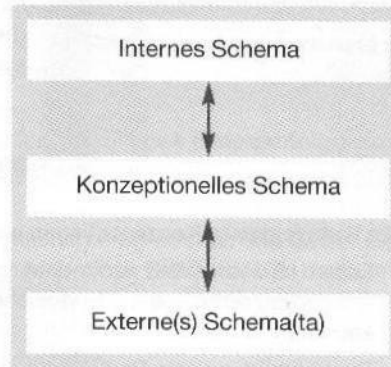 Internes Schema
Konzeptionelles Schema
Externe(s) Schema(ta)